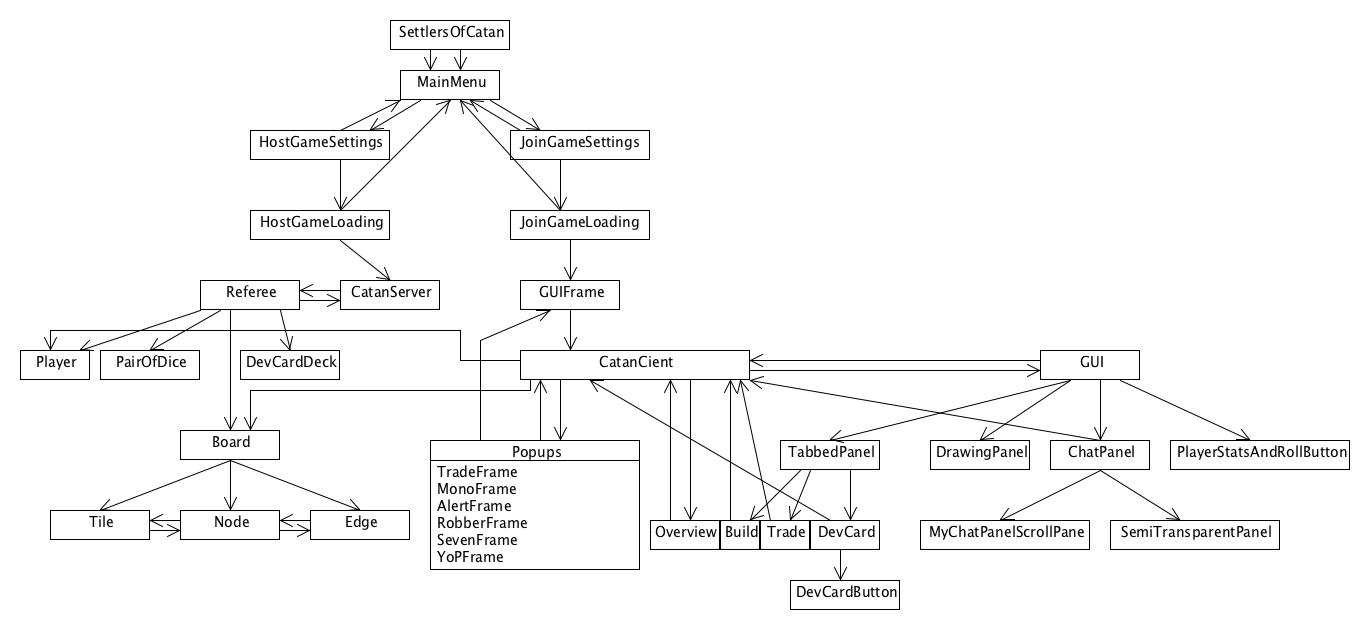 SettlersOfCatan
MainMenu
HostGameSettings
JoinGameSettings
HostGameLoading
JoinGameLoading
Referee
CatanServer
GUIFrame
Player
PairOfDice
DevCardDeck
CatanCient
GUI
Board
Popups
TradeFrame
MonoFrame
AlertFrame
RobberFrame
SevenFrame
YoPFrame
TabbedPanel
DrawingPanel
ChatPanel
PlayerStatsAndRollButton
Tile
Node
Edge
Overview
Build
Trade
DevCard
MyChatPanelScrollPane
SemiTransparentPanel
DevCardButton